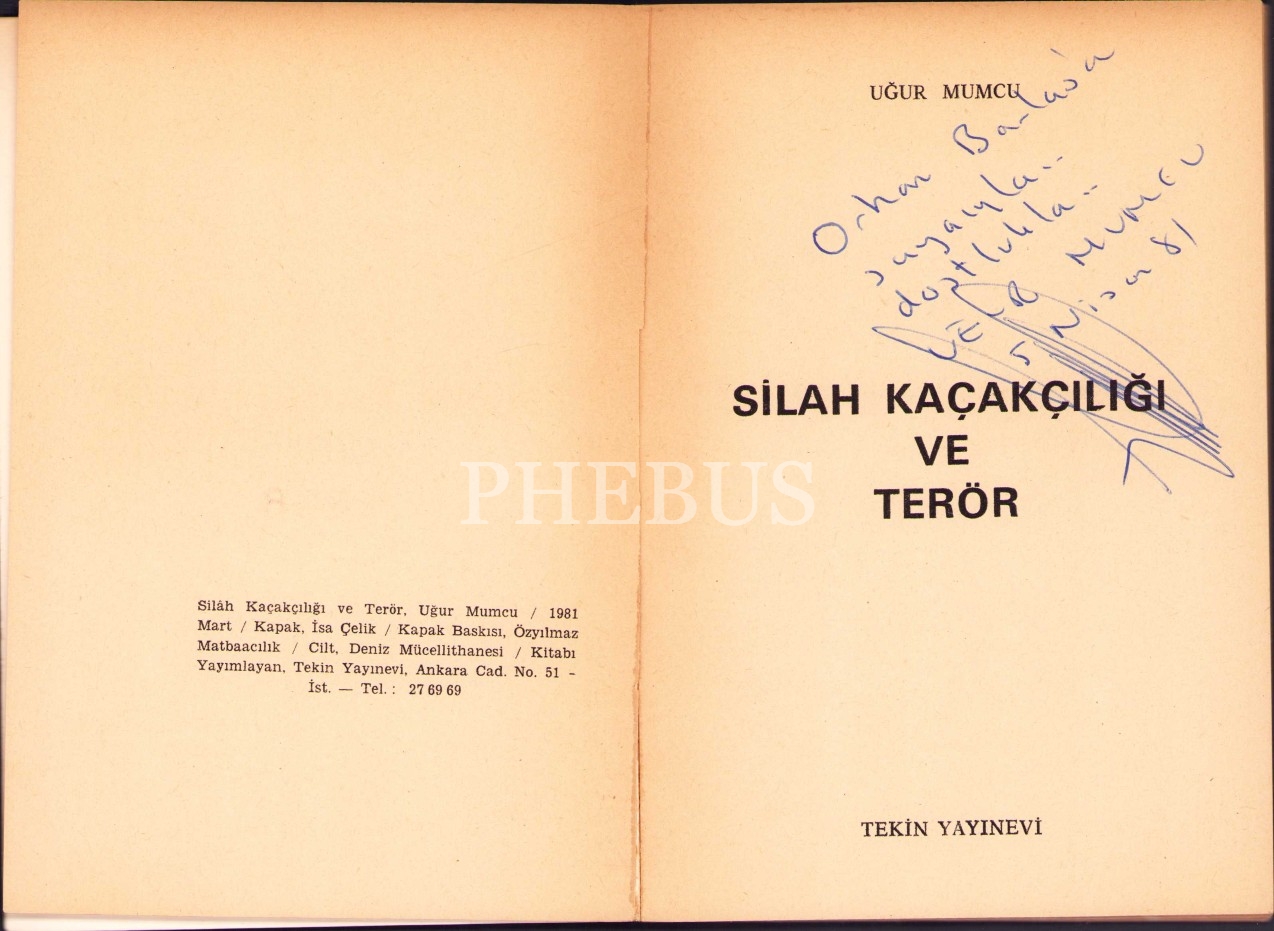 Silâh Kaçakçılığı ve Terör, Uğur Mumcu / 1981
Mart / Kapak, İsa Çelik / Kapak Baskısı, Özyılmaz
Matbaacılık / Cilt, Deniz Mücellithanesi / Kitabı
Yayımlayan, Tekin Yayınevi, Ankara Cad. No. 51 -
İst. — Tel. : 27 69 69
UĞUR MUMCU
Orhan
saygıyla..
dostlukla..
MUMCU
5 Nisan 81
SİLAH KAÇAKÇILIĞI
VE
TERÖR
TEKİN YAYINEVİ
PHEBUS